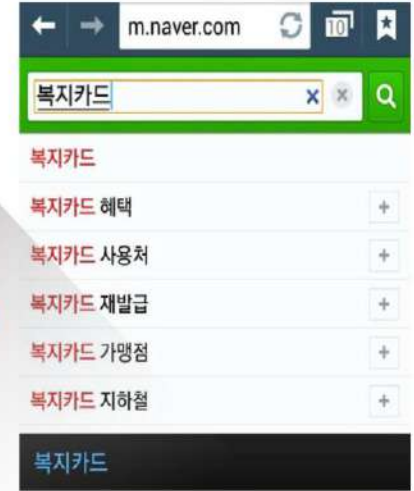 m.naver.com
10
복지카드
복지카드
복지카드 혜택
복지카드 사용처
복지카드 재발급
복지카드 가맹점
복지카드 지하철
복지카드